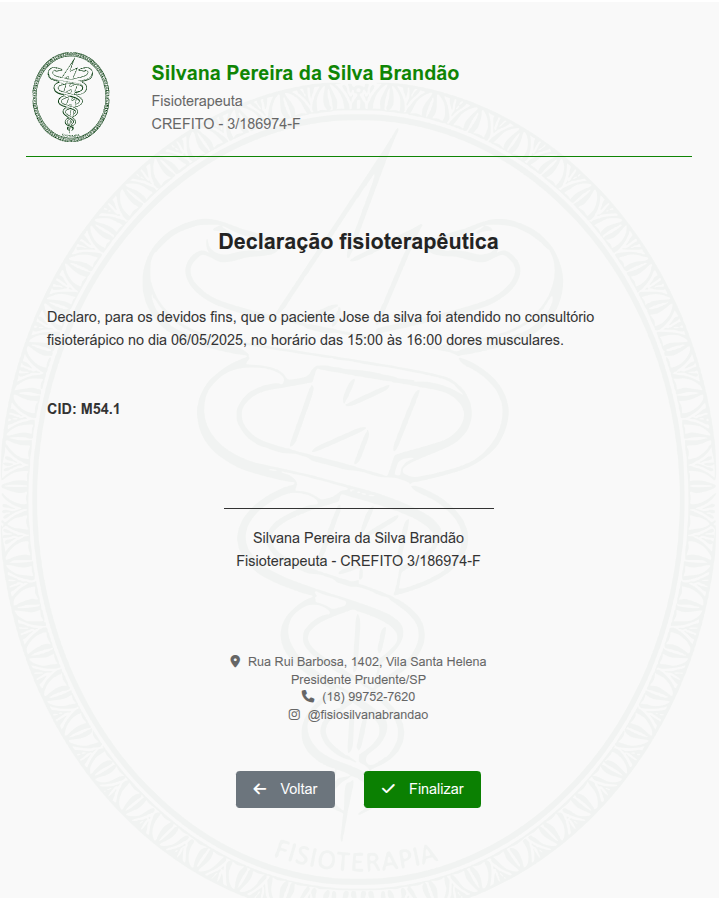 Silvana Pereira da Silva Brandão
Fisioterapeuta
CREFITO - 3/186974-F
Declaração fisioterapêutica
Declaro, para os devidos fins, que o paciente Jose da silva foi atendido no consultório
fisioterápico no dia 06/05/2025, no horário das 15:00 às 16:00 dores musculares.
CID: M54.1
Silvana Pereira da Silva Brandão
Fisioterapeuta - CREFITO 3/186974-F
Rua Rui Barbosa, 1402, Vila Santa Helena
Presidente Prudente/SP
(18) 99752-7620
@fisiosilvanabrandao
Voltar
Finalizar
FISIOTERAPIA